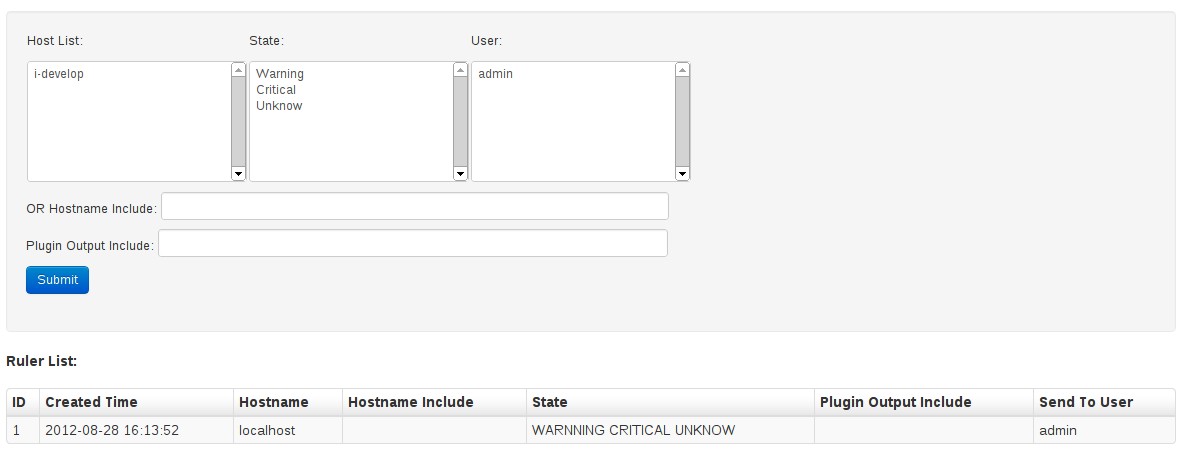 Host List: State: User:
i-develop Warning admin
Critical
Unknow
OR Hostname Include:
Plugin Output Include:
Submit
Ruler List:
ID Created Time Hostname Hostname Include State Plugin Output Include Send To User
1 2012-08-28 16:13:52 localhost WARNNING CRITICAL UNKNOW admin